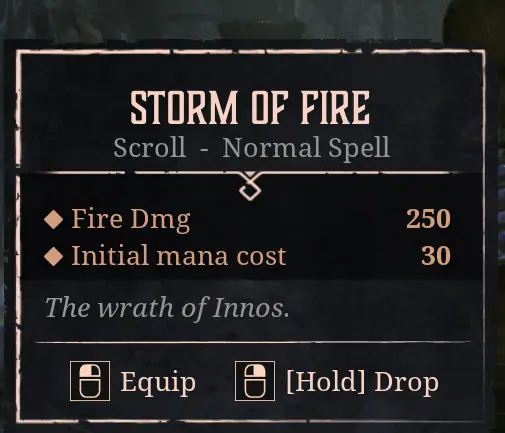 STORM OF FIRE
Scroll - Normal Spell
Fire Dmg 250
Initial mana cost 30
The wrath of Innos.
Equip [Hold] Drop